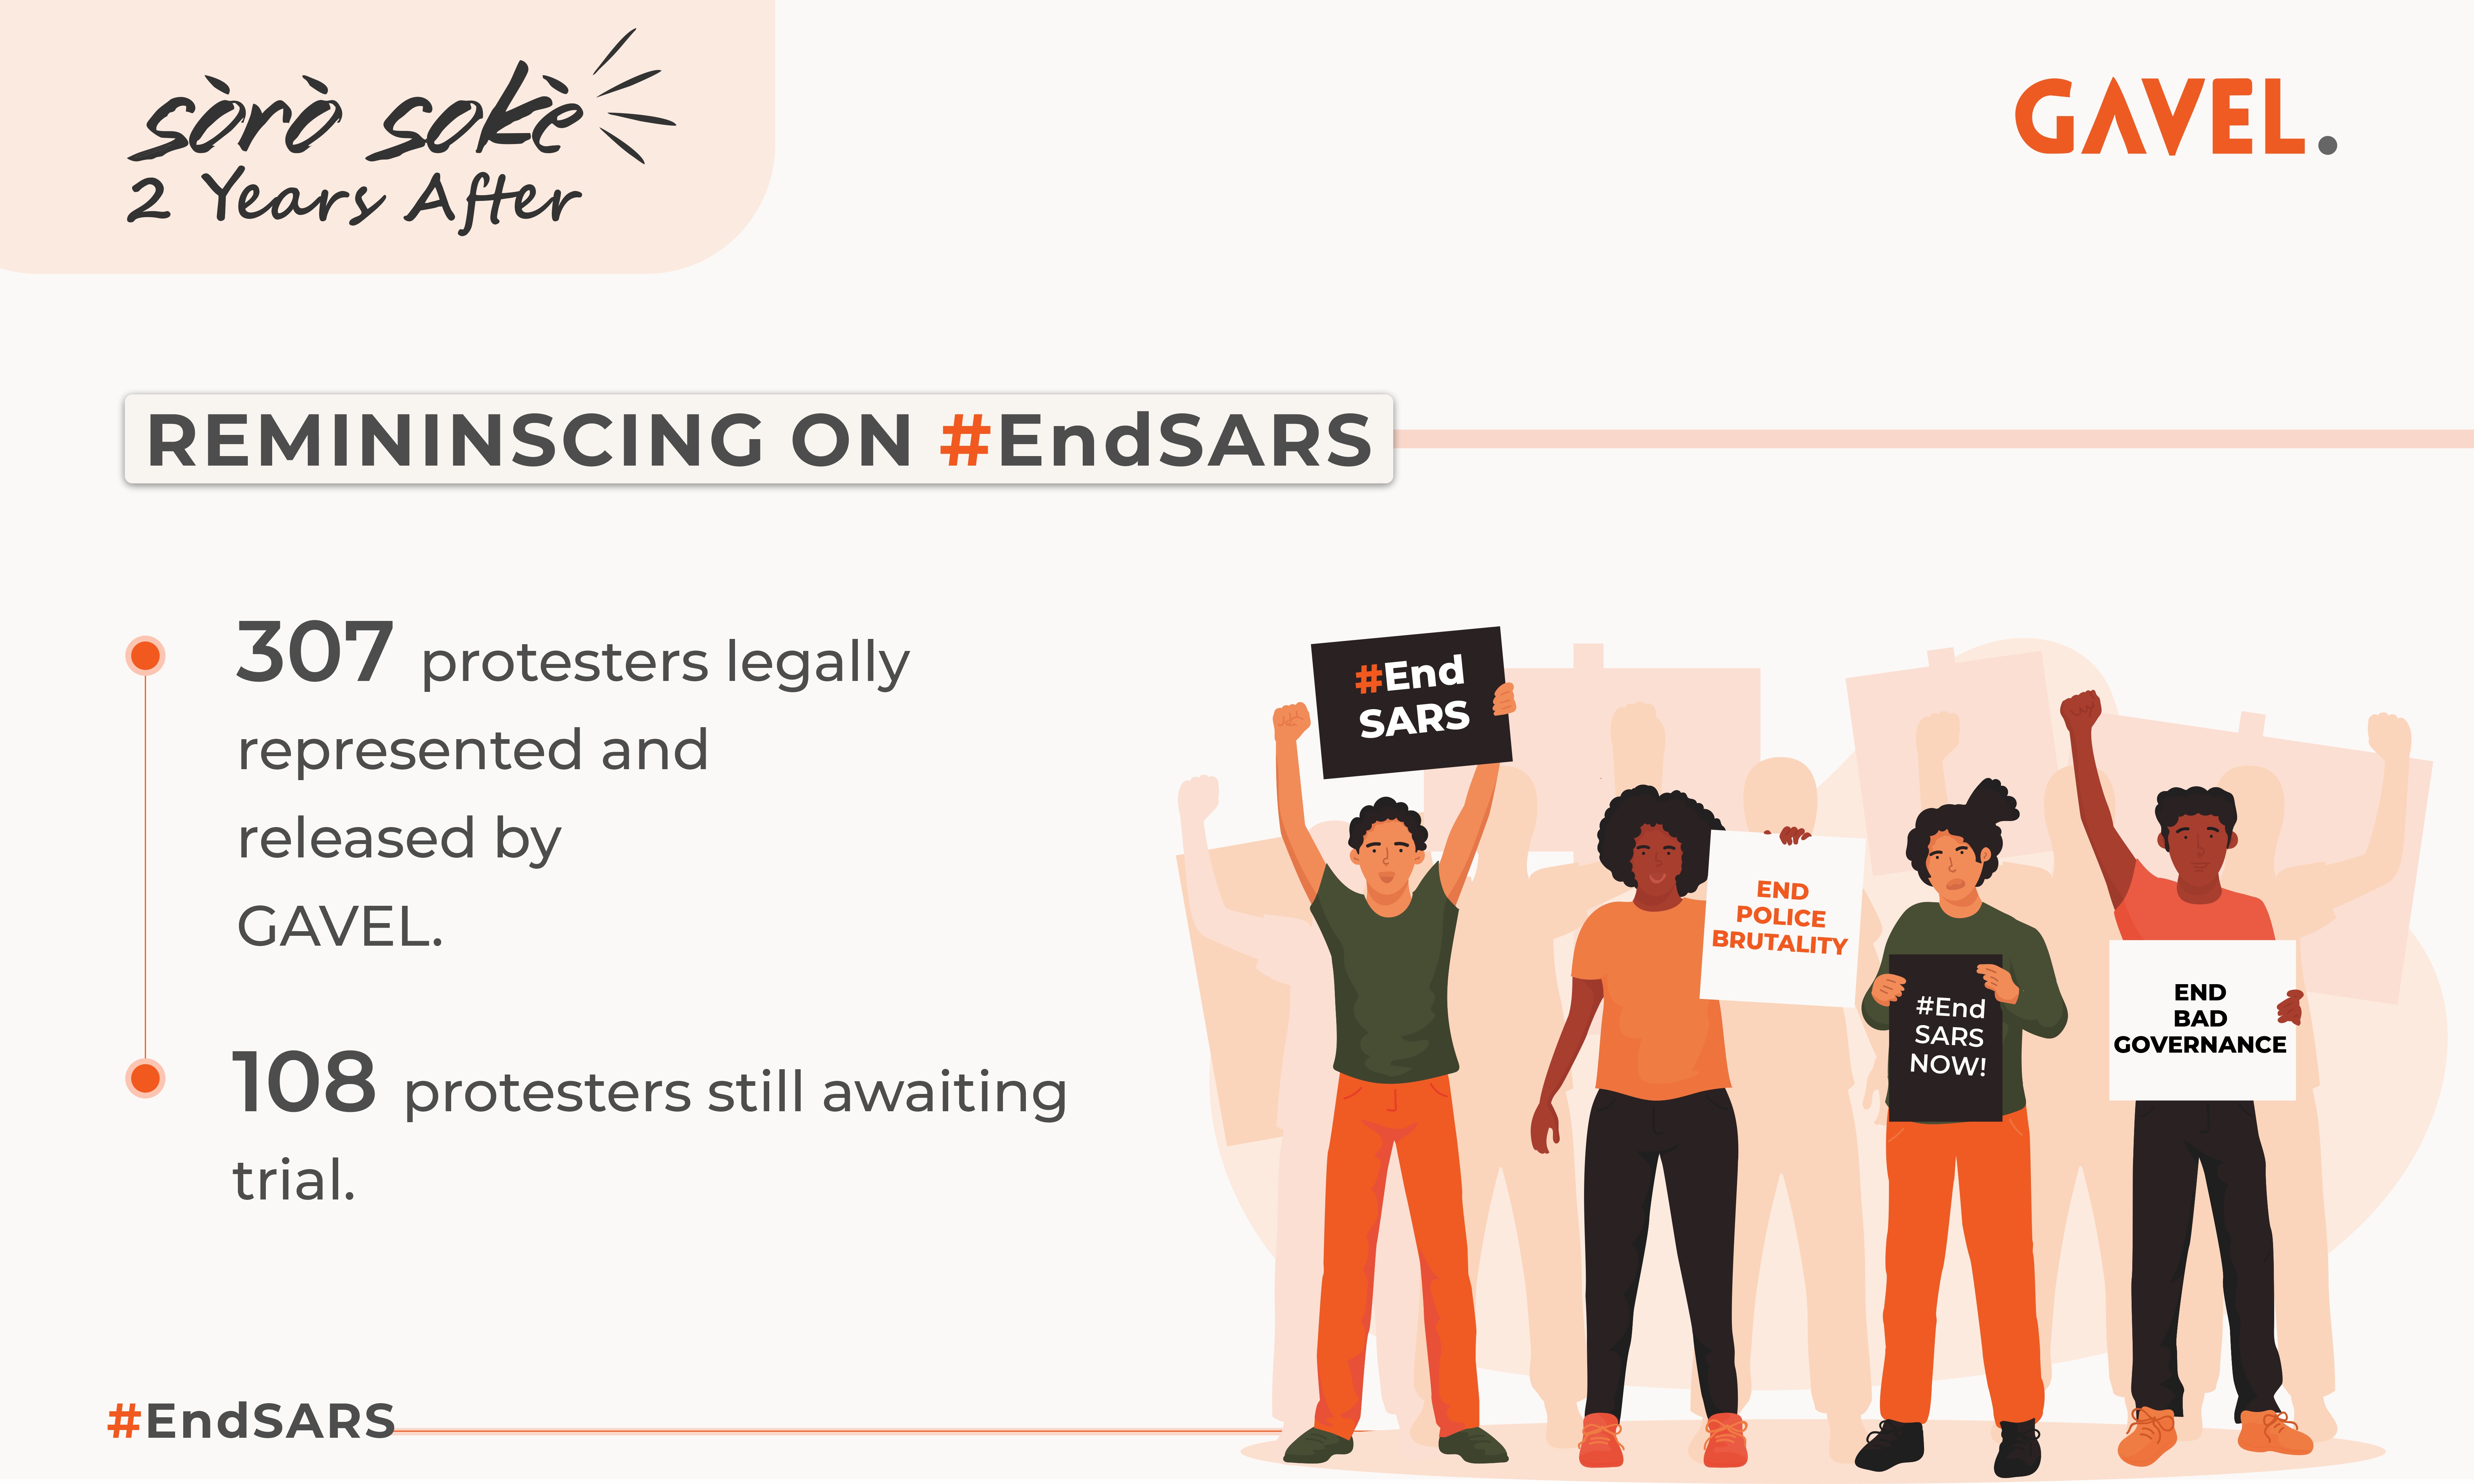 sòrò sokè
2 Years After
GAVEL.
REMININSCING ON #EndSARS
307 protesters legally
represented and
released by
GAVEL.
108 protesters still awaiting
trial.
#End
SARS
END
POLICE
BRUTALITY
#End
SARS
NOW!
END
BAD
GOVERNANCE
#EndSARS